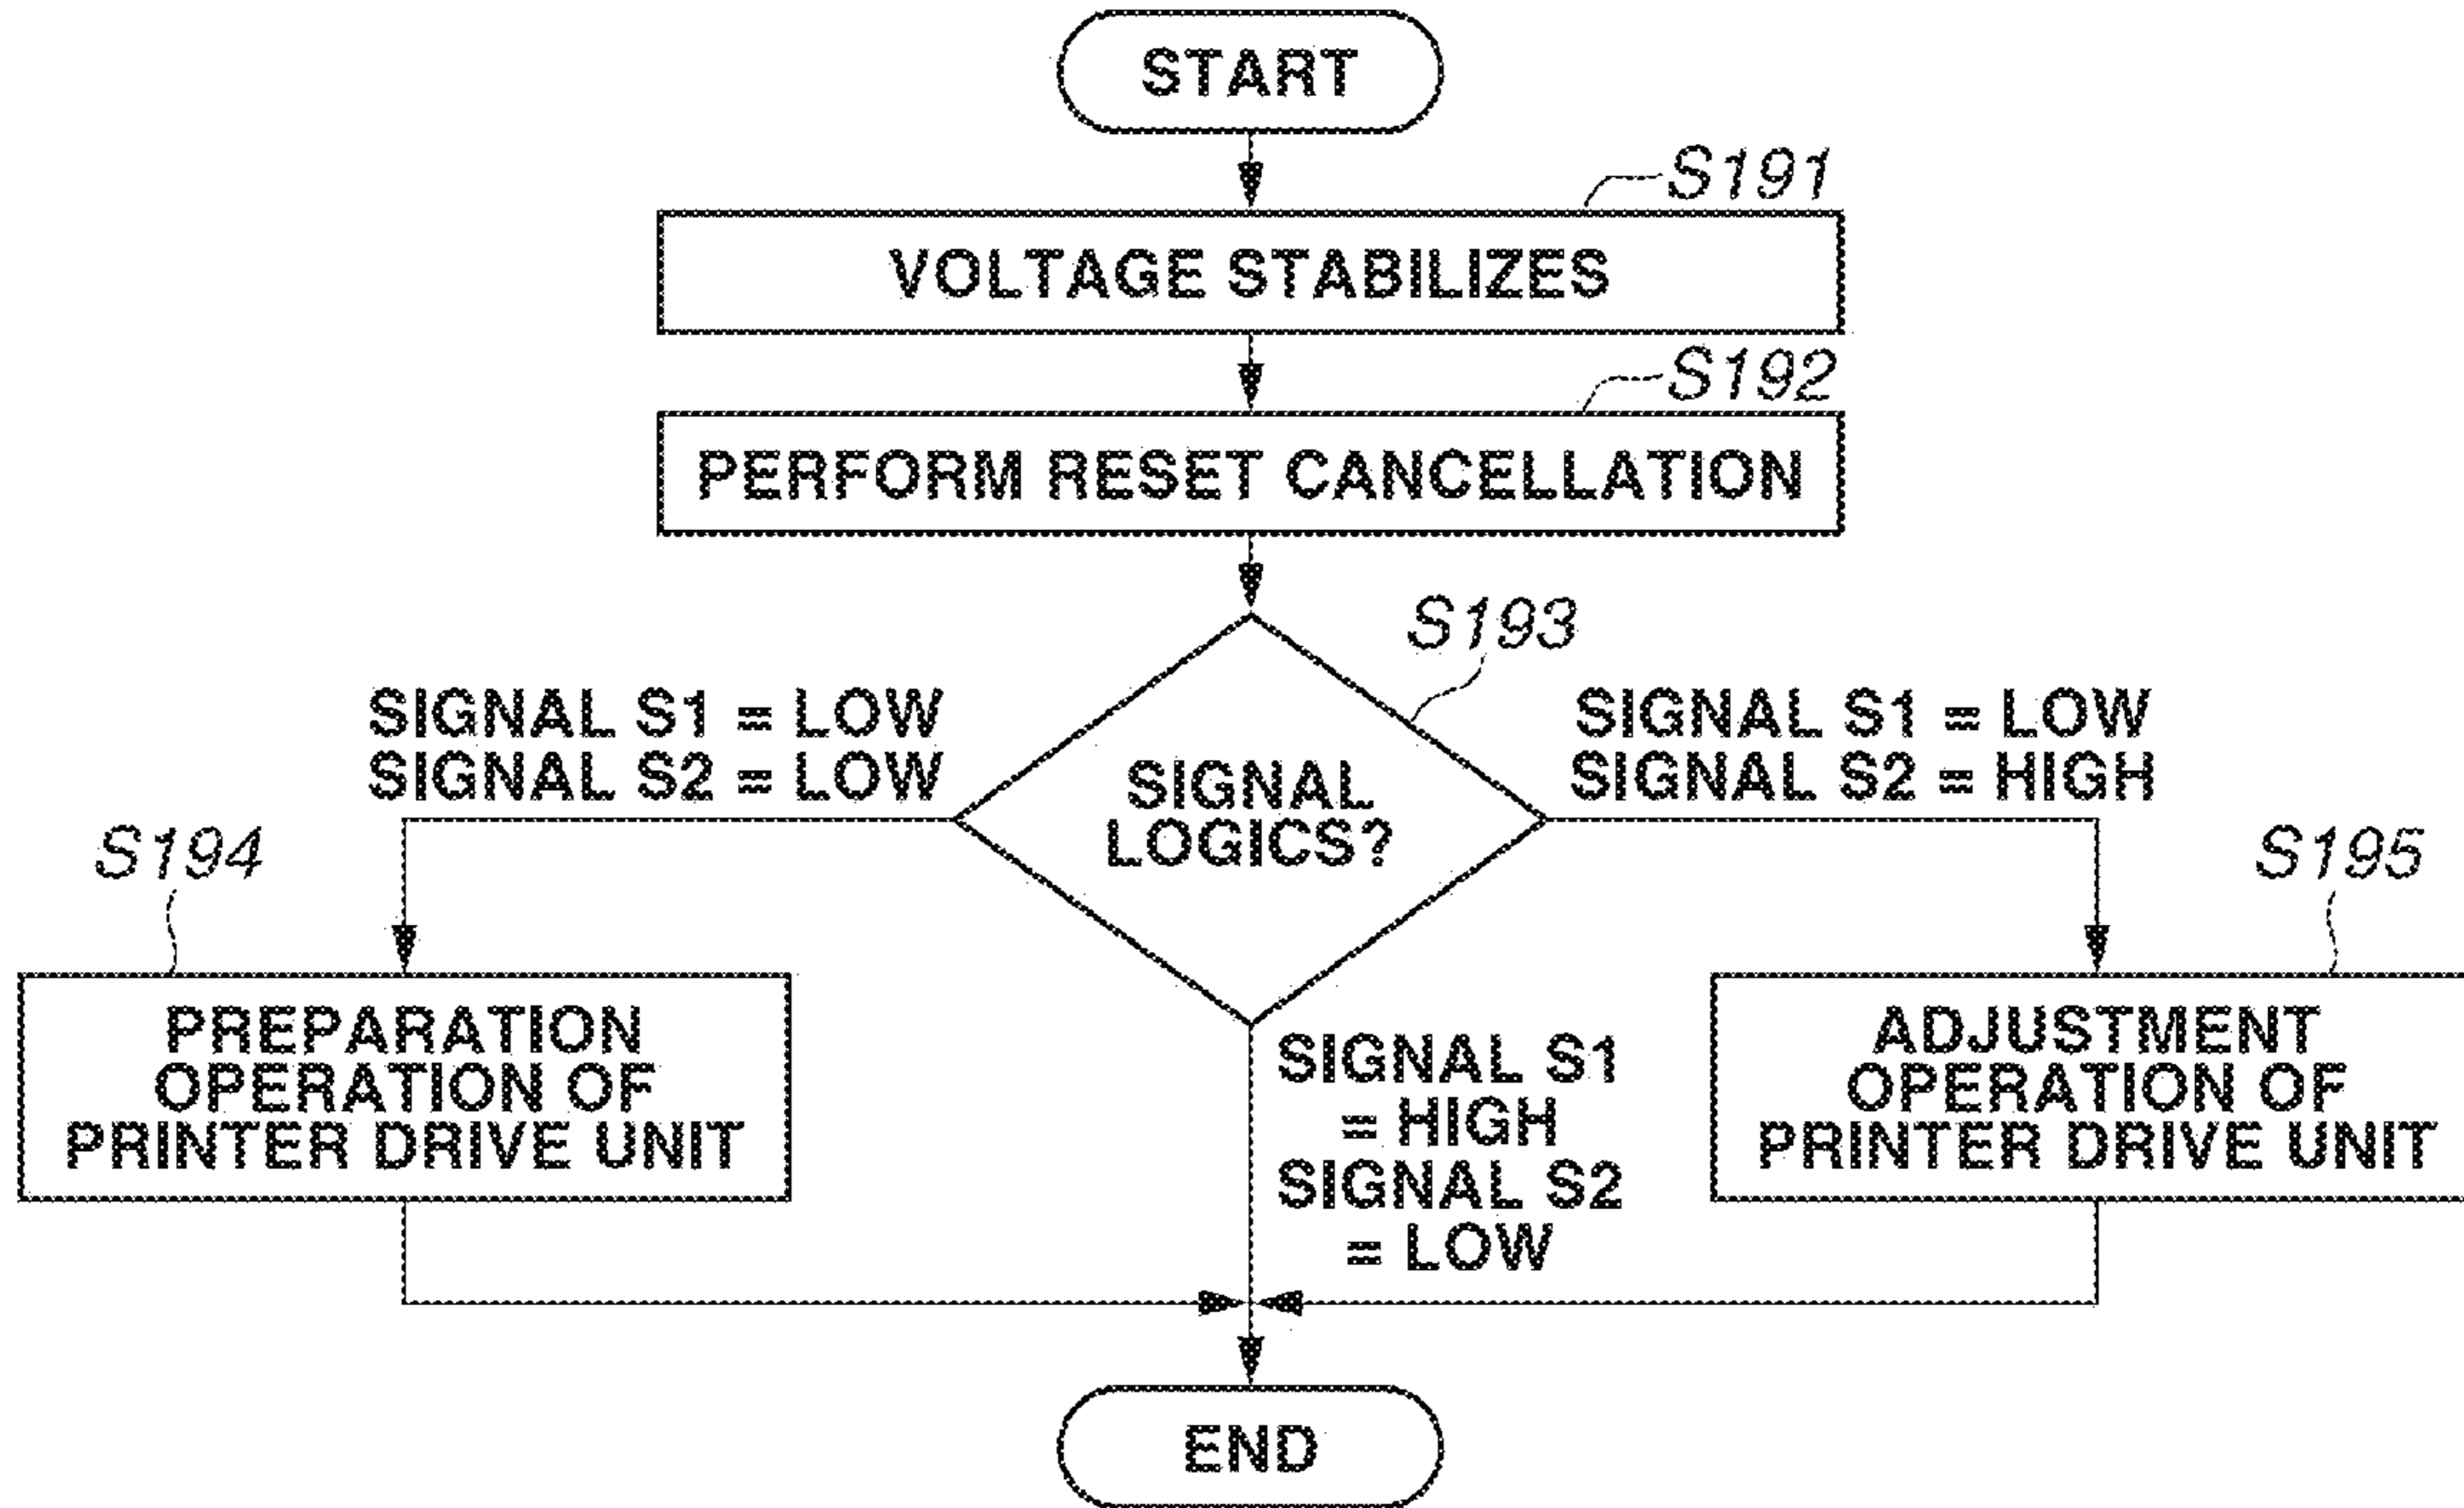 START
S191
VOLTAGE STABILIZES
S192
PERFORM RESET CANCELLATION
S193
SIGNAL S1 = LOW
SIGNAL S2 = LOW
SIGNAL
LOGICS?
SIGNAL S1 = LOW
SIGNAL S2 = HIGH
S194
PREPARATION
OPERATION OF
PRINTER DRIVE UNIT
SIGNAL S1
= HIGH
SIGNAL S2
= LOW
S195
ADJUSTMENT
OPERATION OF
PRINTER DRIVE UNIT
END